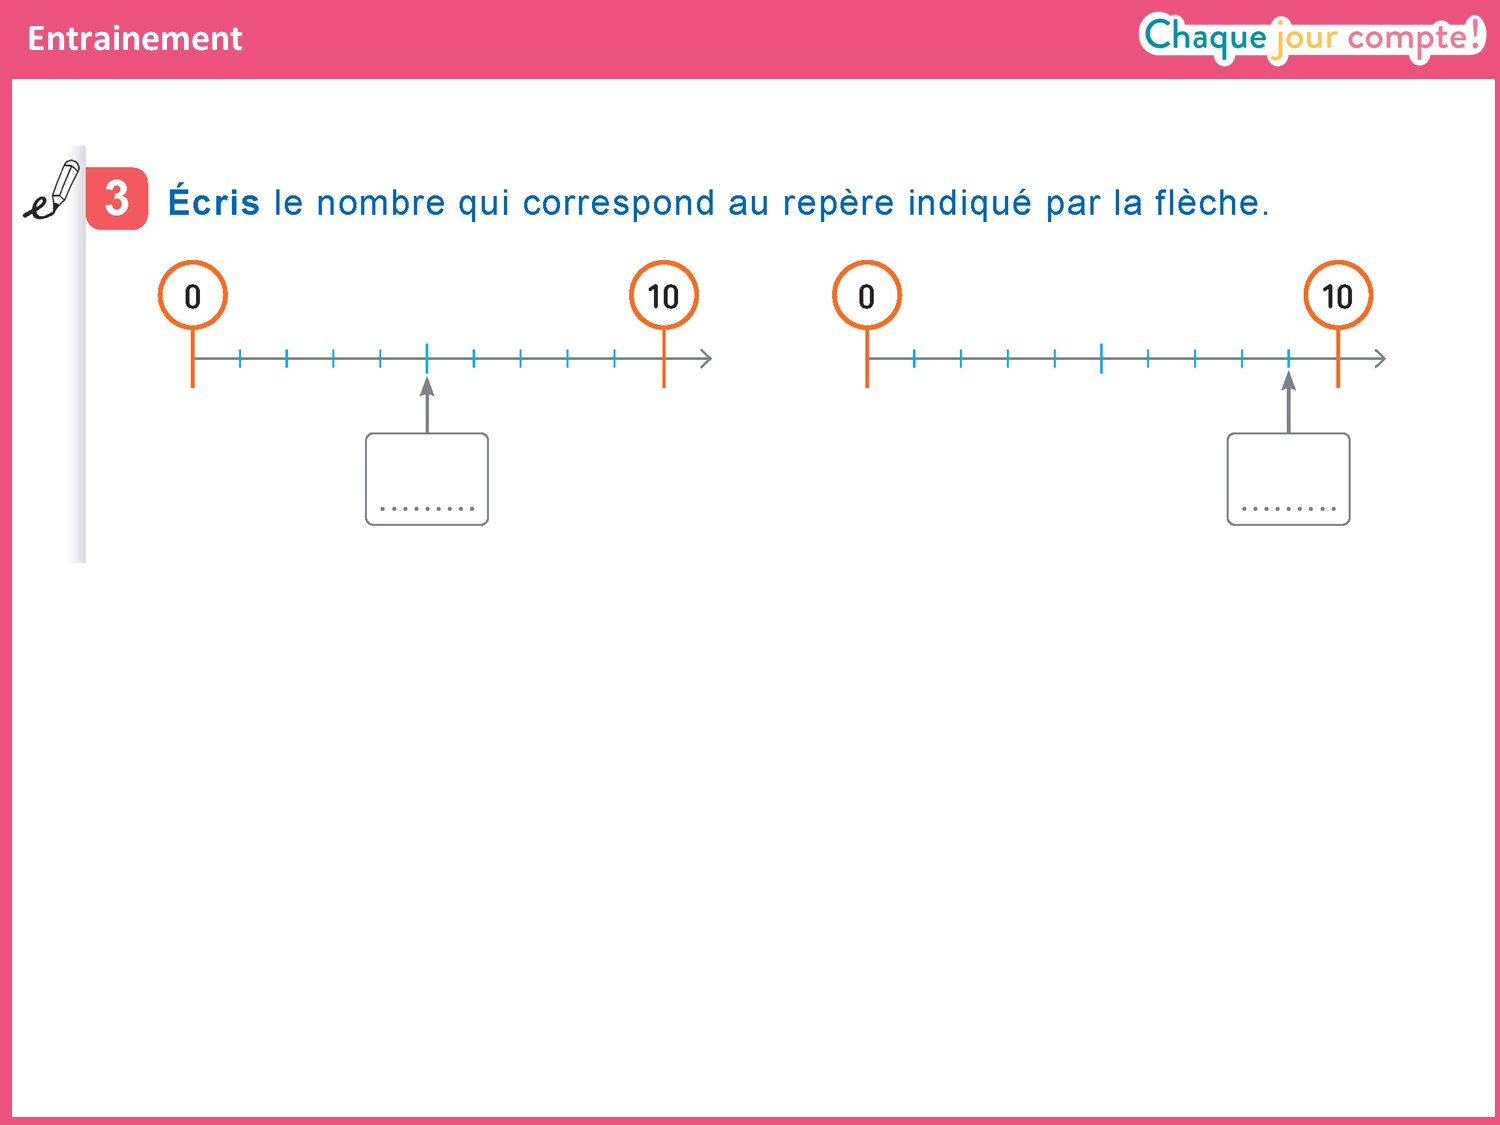 Entrainement
Chaque jour compte!
3 Écris le nombre qui correspond au repère indiqué par la flèche.
0 10 0 10
.........
.........